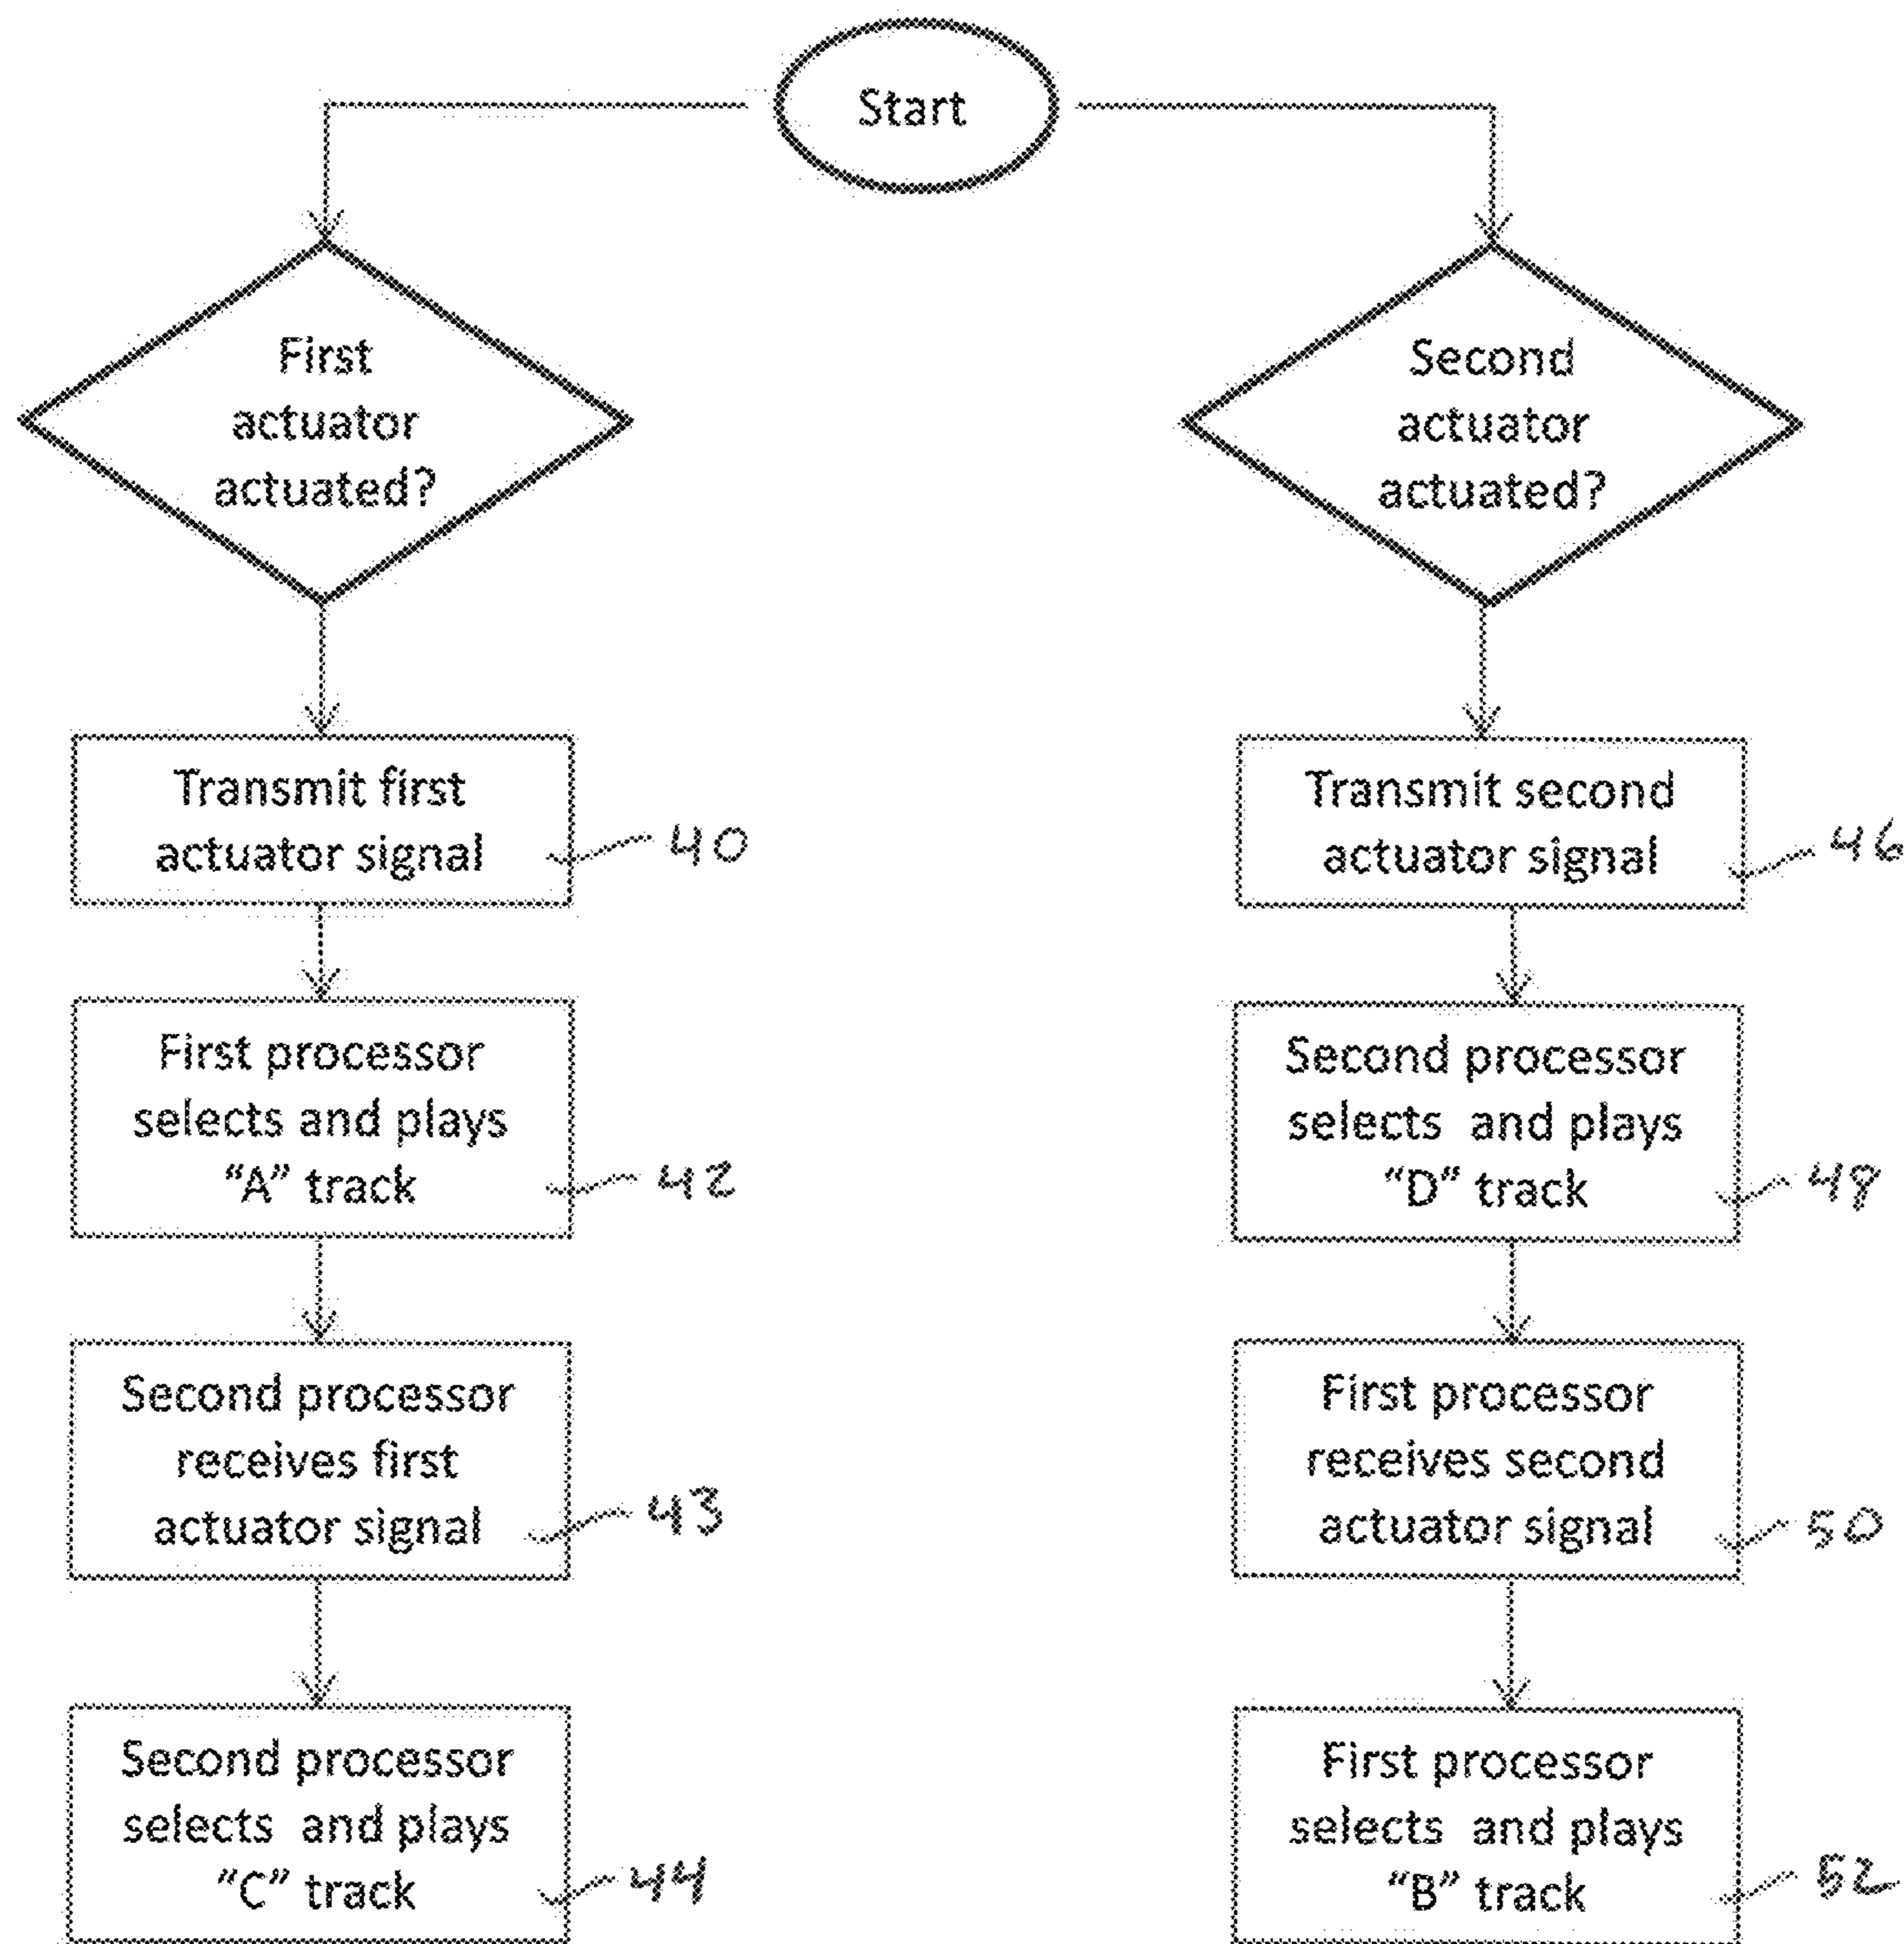 Start
First
actuator
actuated?
Transmit first
actuator signal
40
First processor
selects and plays
“A” track
42
Second processor
receives first
actuator signal
43
Second processor
selects and plays
“C” track
44
Second
actuator
actuated?
Transmit second
actuator signal
46
Second processor
selects and plays
“D” track
48
First processor
receives second
actuator signal
50
First processor
selects and plays
“B” track
52